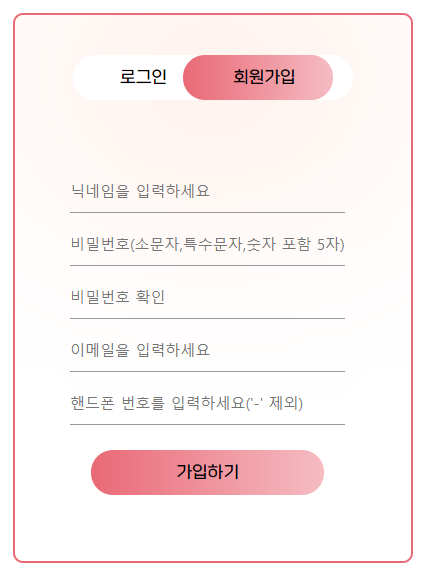 로그인 회원가입
닉네임을 입력하세요
비밀번호(소문자,특수문자,숫자 포함 5자)
비밀번호 확인
이메일을 입력하세요
핸드폰 번호를 입력하세요('-' 제외)
가입하기